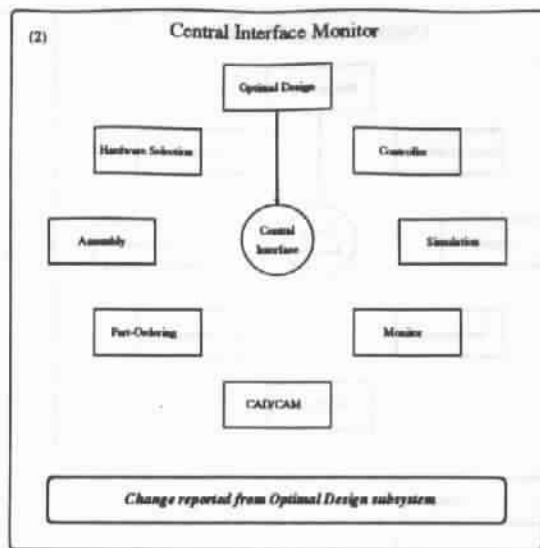 (2)
Central Interface Monitor
Optimal Design
Hardware Selection
Controller
Central
Interface
Assembly
Simulation
Part-Ordering
Monitor
CAD/CAM
Change reported from Optimal Design subsystem